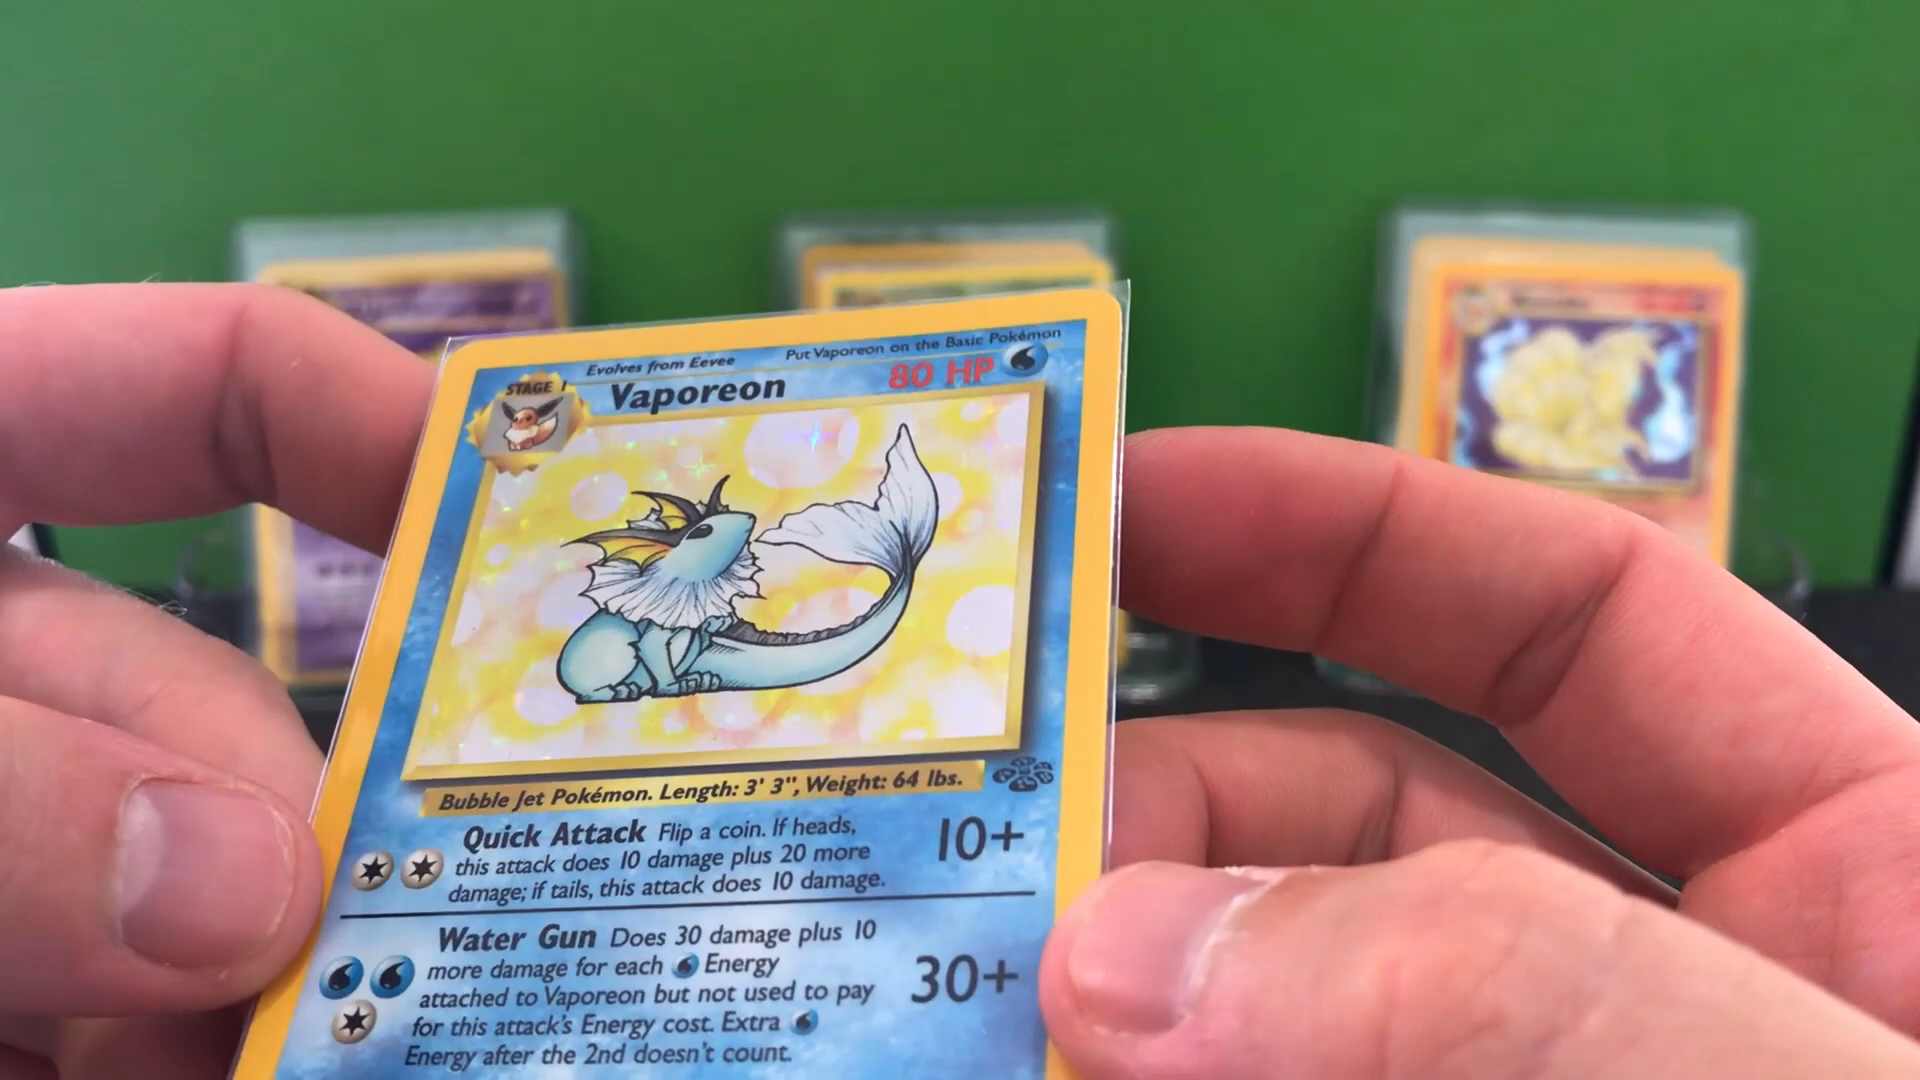 Evolves from Eevee
Put Vaporeon on the Basic Pokémon
STAGE 1
Vaporeon
80 HP
Bubble Jet Pokémon. Length: 3' 3", Weight: 64 lbs.
Quick Attack Flip a coin. If heads,
this attack does 10 damage plus 20 more
damage; if tails, this attack does 10 damage.
10+
Water Gun Does 30 damage plus 10
more damage for each Energy
attached to Vaporeon but not used to pay
for this attack's Energy cost. Extra
Energy after the 2nd doesn't count.
30+